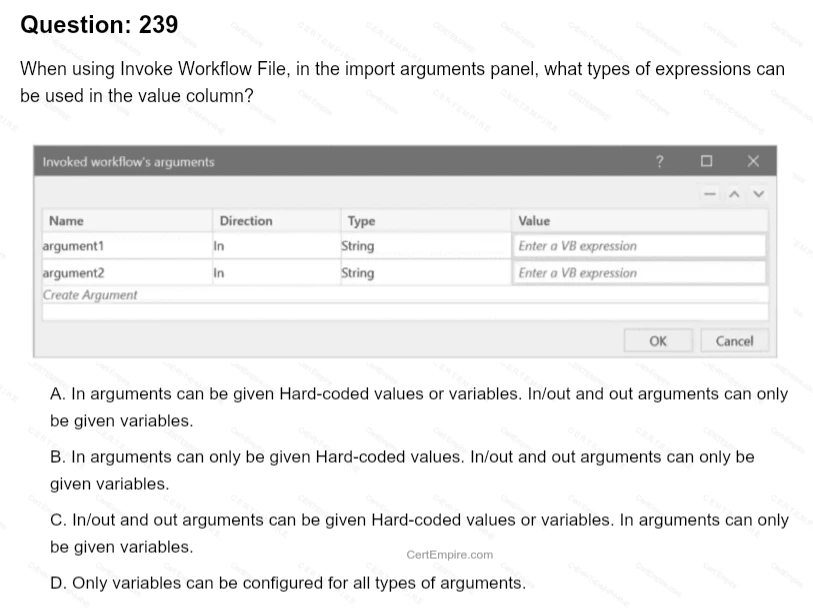 Question: 239
When using Invoke Workflow File, in the import arguments panel, what types of expressions can
be used in the value column?
Invoked workflow's arguments
Name Direction Type Value
argument1 In String Enter a VB expression
argument2 In String Enter a VB expression
Create Argument
OK Cancel
A. In arguments can be given Hard-coded values or variables. In/out and out arguments can only
be given variables.
B. In arguments can only be given Hard-coded values. In/out and out arguments can only be
given variables.
C. In/out and out arguments can be given Hard-coded values or variables. In arguments can only
be given variables.
CertEmpire.com
D. Only variables can be configured for all types of arguments.